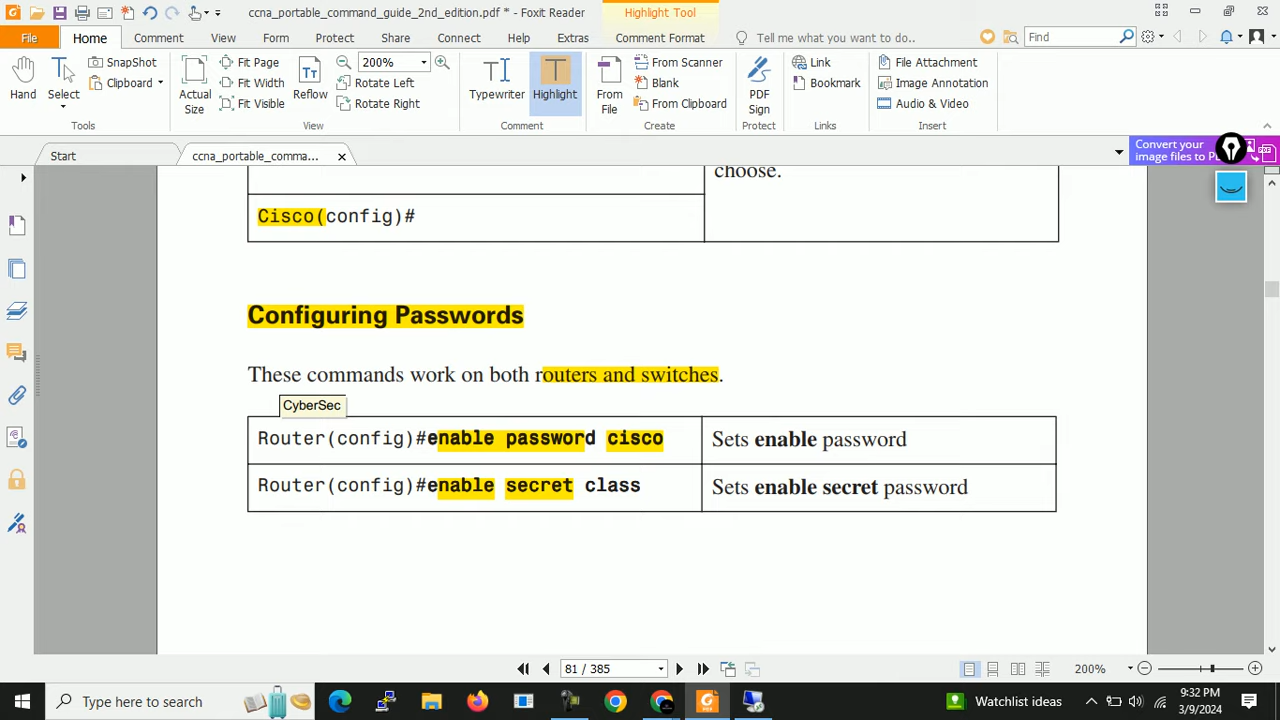 ccna_portable_command_guide_2nd_edition.pdf * - Foxit Reader
Highlight Tool
File Home Comment View Form Protect Share Connect Help Extras Comment Format Tell me what you want to do... Find
Hand
Select
SnapShot
Clipboard
Tools
Actual Size
Fit Page
Fit Width
Fit Visible
Reflow
200%
Rotate Left
Rotate Right
View
Typewriter
Highlight
Comment
From File
From Scanner
Blank
From Clipboard
Create
PDF Sign
Protect
Link
Bookmark
Links
File Attachment
Image Annotation
Audio & Video
Insert
Start
ccna_portable_comma...
Convert your
image files to P
choose.
Cisco(config)#
Configuring Passwords
These commands work on both routers and switches.
CyberSec
Router(config)#enable password cisco Sets enable password
Router(config)#enable secret class Sets enable secret password
81 / 385
200%
Type here to search
Watchlist ideas
9:32 PM
3/9/2024